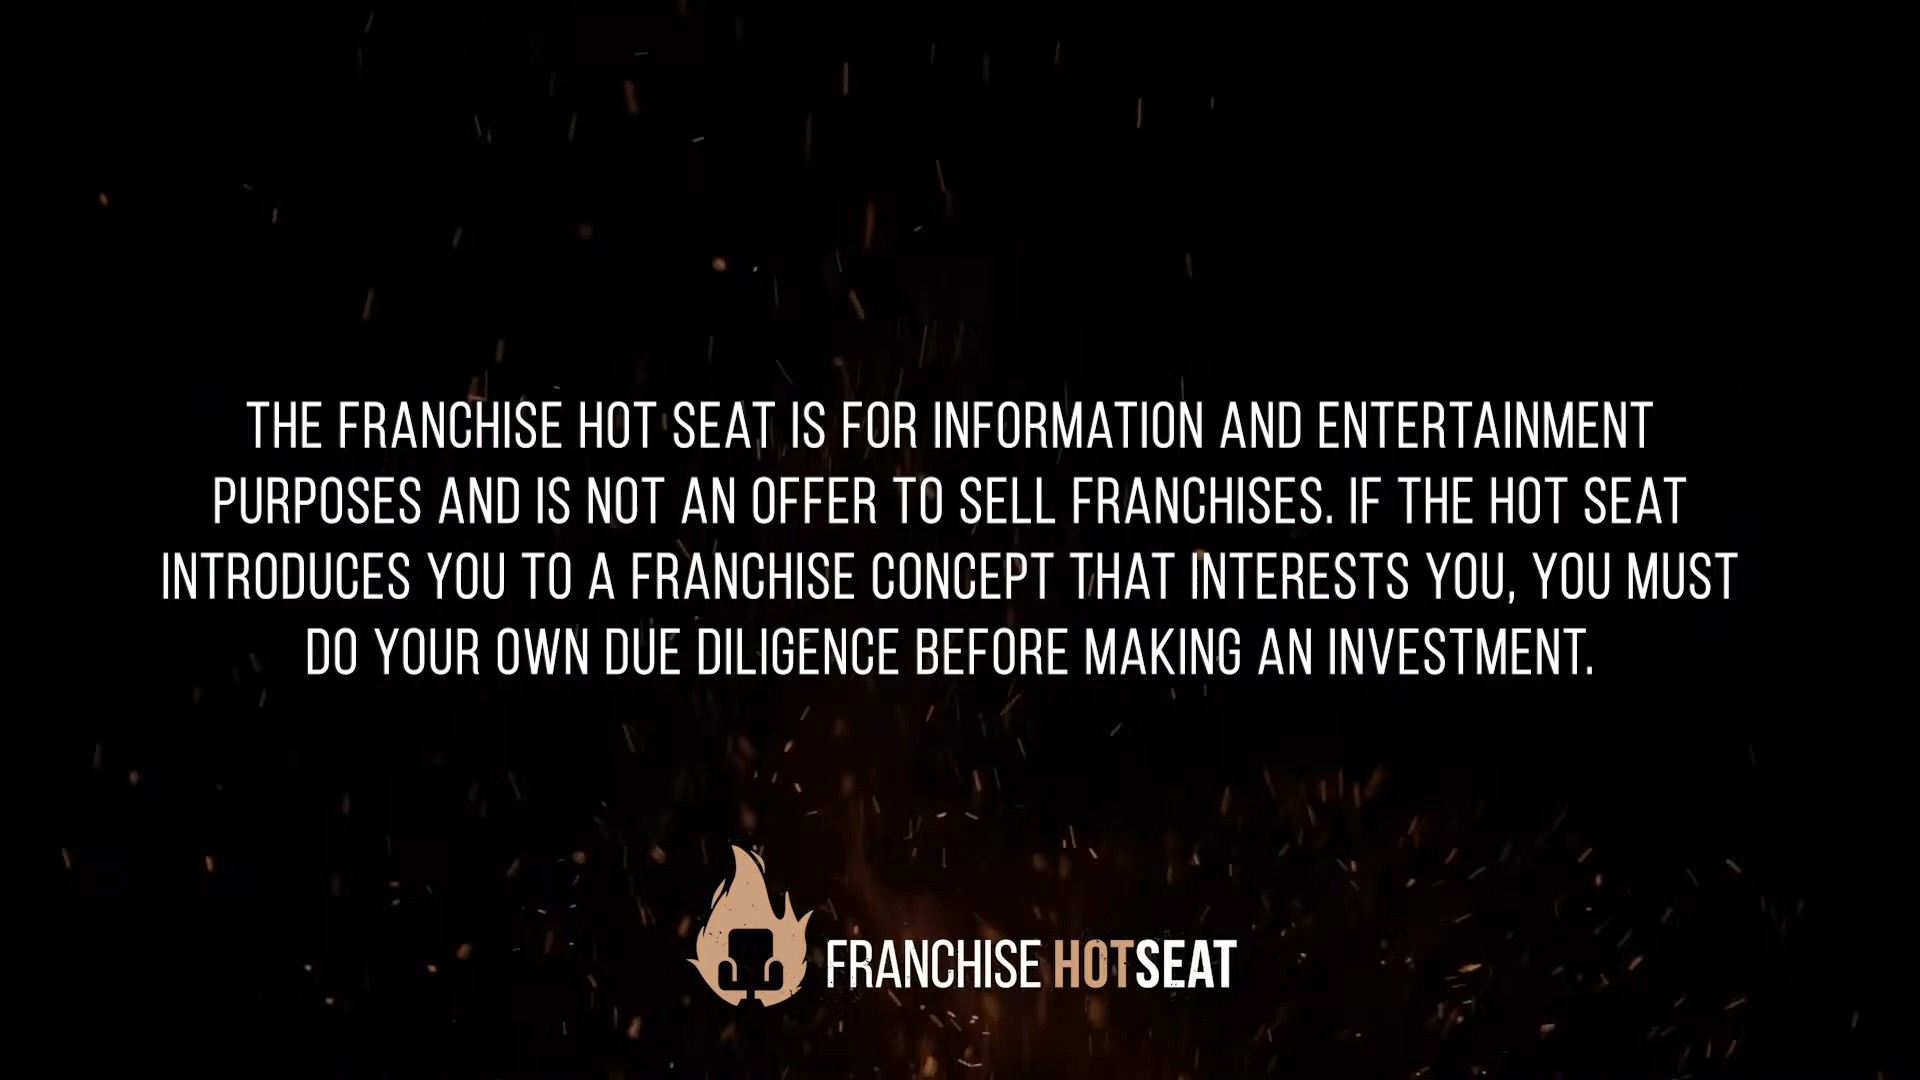 THE FRANCHISE HOT SEAT IS FOR INFORMATION AND ENTERTAINMENT
PURPOSES AND IS NOT AN OFFER TO SELL FRANCHISES. IF THE HOT SEAT
INTRODUCES YOU TO A FRANCHISE CONCEPT THAT INTERESTS YOU, YOU MUST
DO YOUR OWN DUE DILIGENCE BEFORE MAKING AN INVESTMENT.
FRANCHISE HOTSEAT